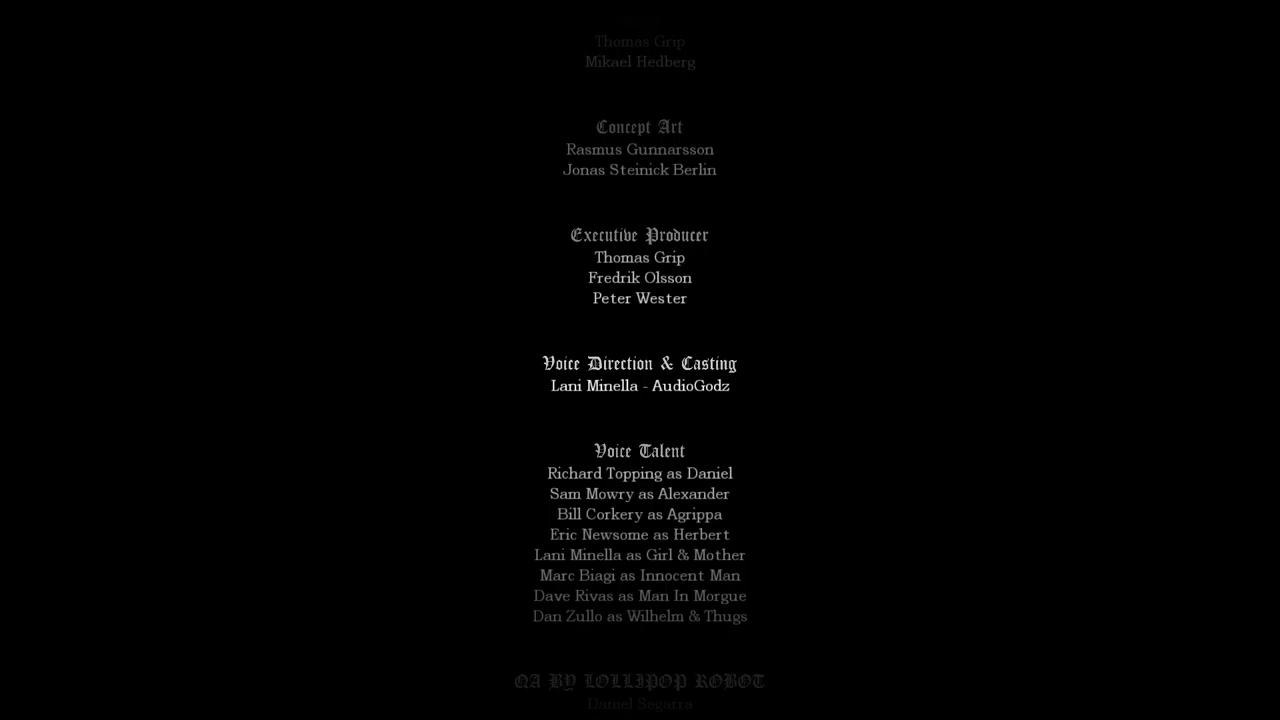 Thomas Grip
Mikael Hedberg
Concept Art
Rasmus Gunnarsson
Jonas Steinick Berlin
Executive Producer
Thomas Grip
Fredrik Olsson
Peter Wester
Voice Direction & Casting
Lani Minella - AudioGodz
Voice Talent
Richard Topping as Daniel
Sam Mowry as Alexander
Bill Corkery as Agrippa
Eric Newsome as Herbert
Lani Minella as Girl & Mother
Marc Biagi as Innocent Man
Dave Rivas as Man In Morgue
Dan Zullo as Wilhelm & Thugs
QA BY LOLLIPOP ROBOT
Daniel Segarra